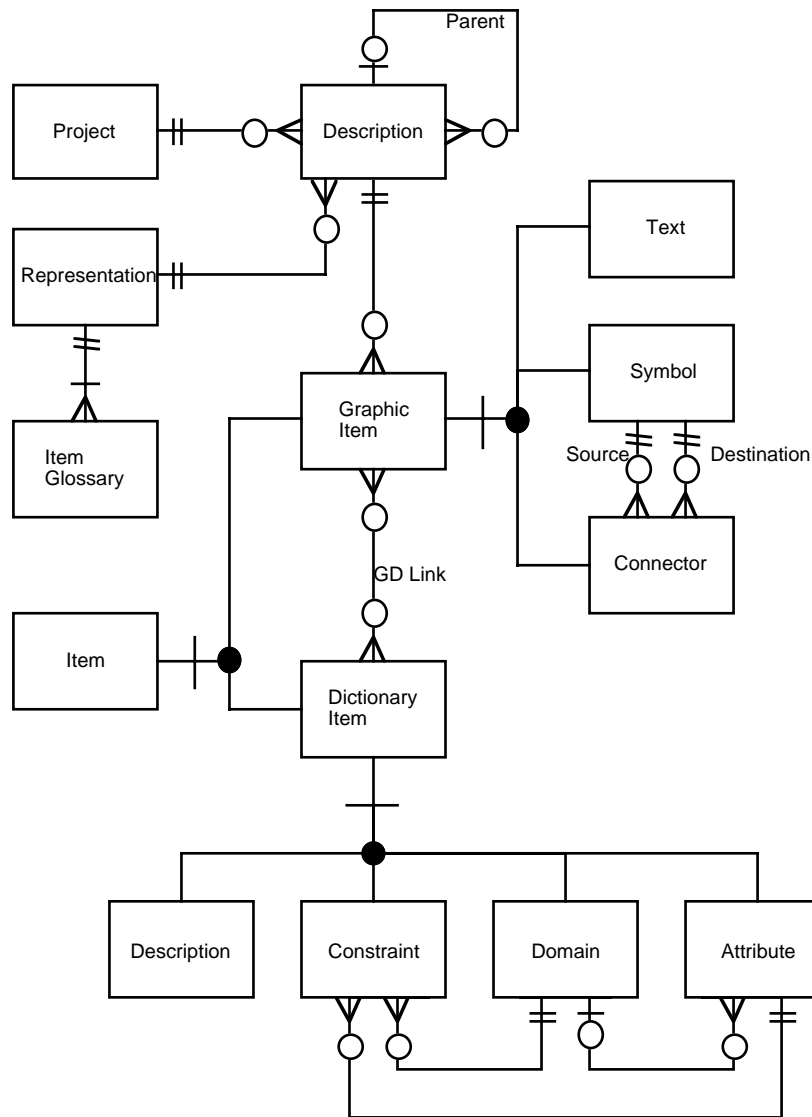 Parent
Project
Description
Text
Representation
Symbol
Graphic
Item
Item
Glossary
Source
Destination
Connector
GD Link
Item
Dictionary
Item
Description
Constraint
Domain
Attribute